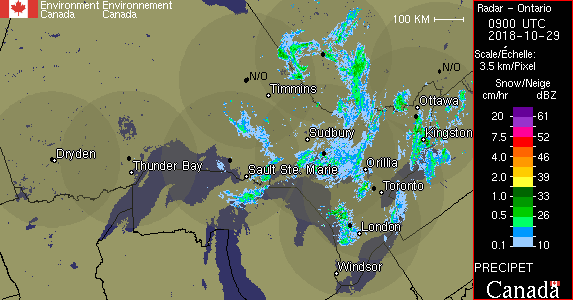 Environment Environnement
Canada Canada
100 KM
N/O
N/O
Timmins
Ottawa
Sudbury
Kingston
Dryden
Thunder Bay
Sault Ste. Marie
Orillia
Toronto
London
Windsor
Radar - Ontario
0900 UTC
2018-10-29
Scale/Échelle:
3.5 km/Pixel
Snow/Neige
cm/hr dBZ
20 61
7.5 52
4.0 46
2.0 39
1.0 33
0.5 26
0.1 10
PRECIPET
Canada